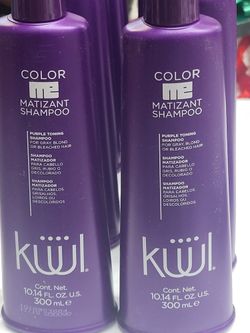 COLOR
me
MATIZANT
SHAMPOO
PURPLE TONING
SHAMPOO
FOR GRAY, BLOND
OR BLEACHED HAIR
SHAMPOO
MATIZADOR
PARA CABELLO
GRIS, RUBIO O
DECOLORADO
SHAMPOO
MATIZADOR
PARA CABELOS
GRISALHOS,
LOIROS OU
DESCOLORIDOS
küül.
Cont. Net.
10.14 FL. OZ. U.S.
300 mL e
COLOR
me
MATIZANT
SHAMPOO
PURPLE TONING
SHAMPOO
FOR GRAY, BLOND
OR BLEACHED HAIR
SHAMPOO
MATIZADOR
PARA CABELLO
GRIS, RUBIO O
DECOLORADO
SHAMPOO
MATIZADOR
PARA CABELOS
GRISALHOS,
LOIROS OU
DESCOLORIDOS
küül.
Cont. Net.
10.14 FL. OZ. U.S.
300 mL e